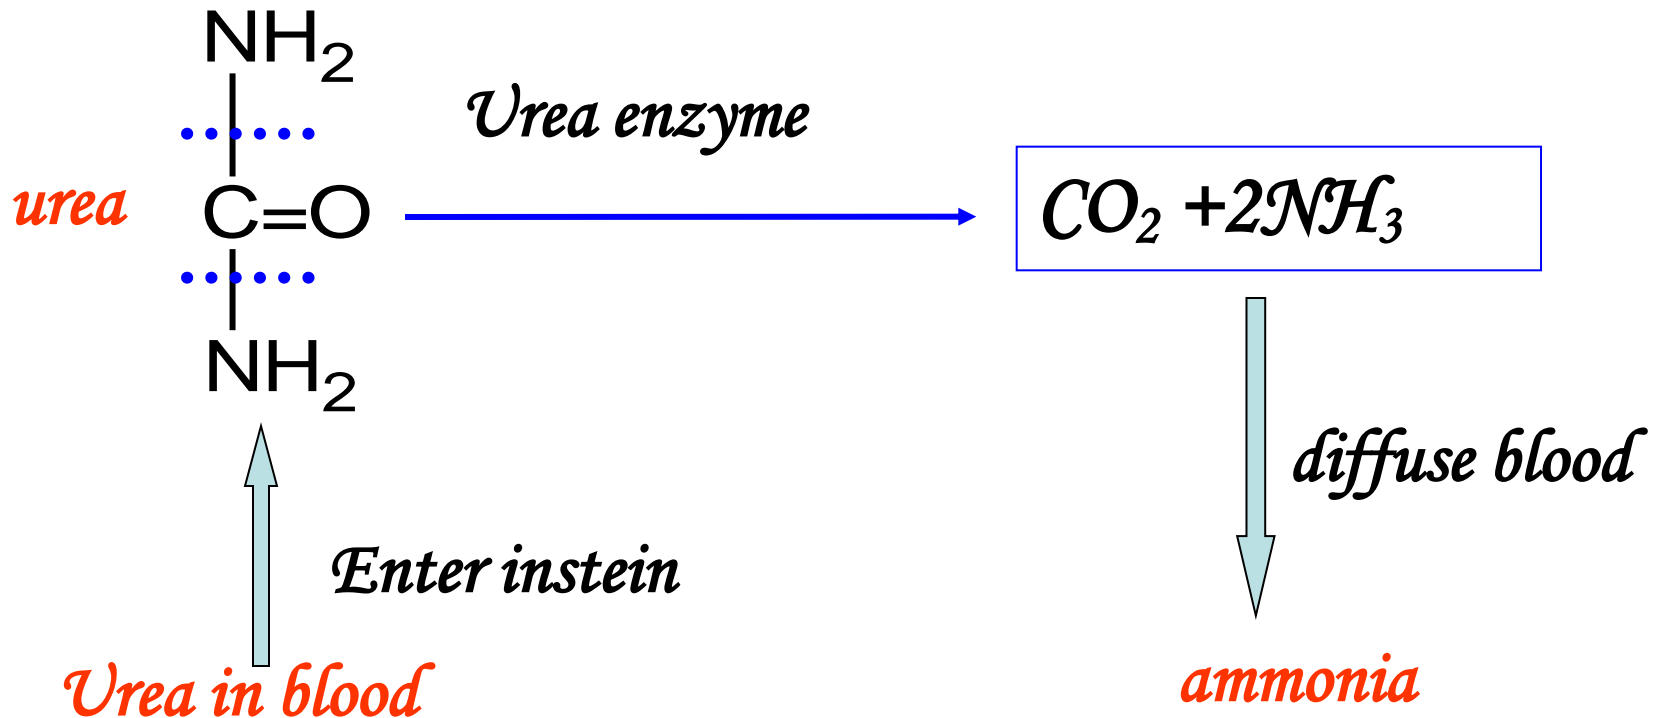 NH2
Urea enzyme
urea
C=O
CO2 +2NH3
NH2
diffuse blood
Enter instein
Urea in blood
ammonia